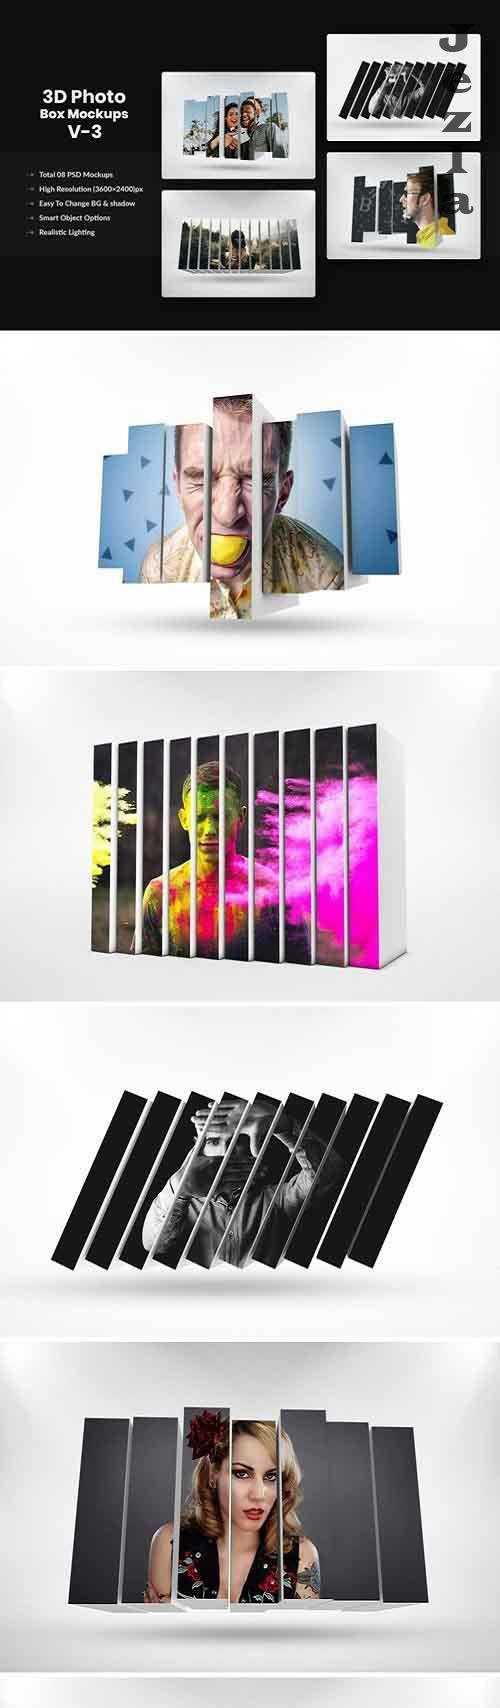 3D Photo
Box Mockups
V-3
Total 08 PSD Mockups
High Resolution (3600×2400)px
Easy To Change BG & shadow
Smart Object Options
Realistic Lighting
Jezla